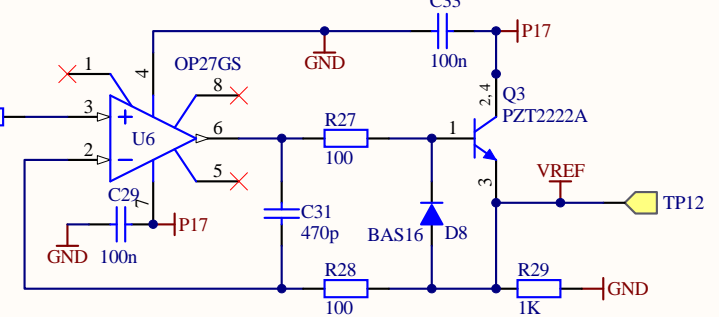 C33
P17
GND
100n
1
4
OP27GS
8
2, 4
Q3
PZT2222A
3
+
U6
6
R27
100
1
2
-
5
3
VREF
TP12
C29
7
P17
GND
100n
C31
470p
BAS16
D8
R28
100
R29
1K
GND